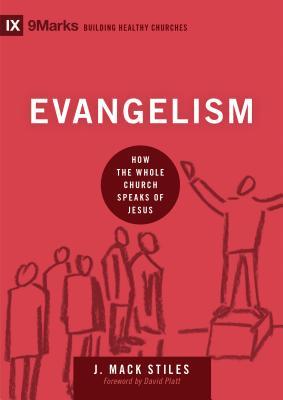 IX 9Marks BUILDING HEALTHY CHURCHES
EVANGELISM
HOW
THE WHOLE
CHURCH
SPEAKS OF
JESUS
J. MACK STILES
Foreword by David Platt